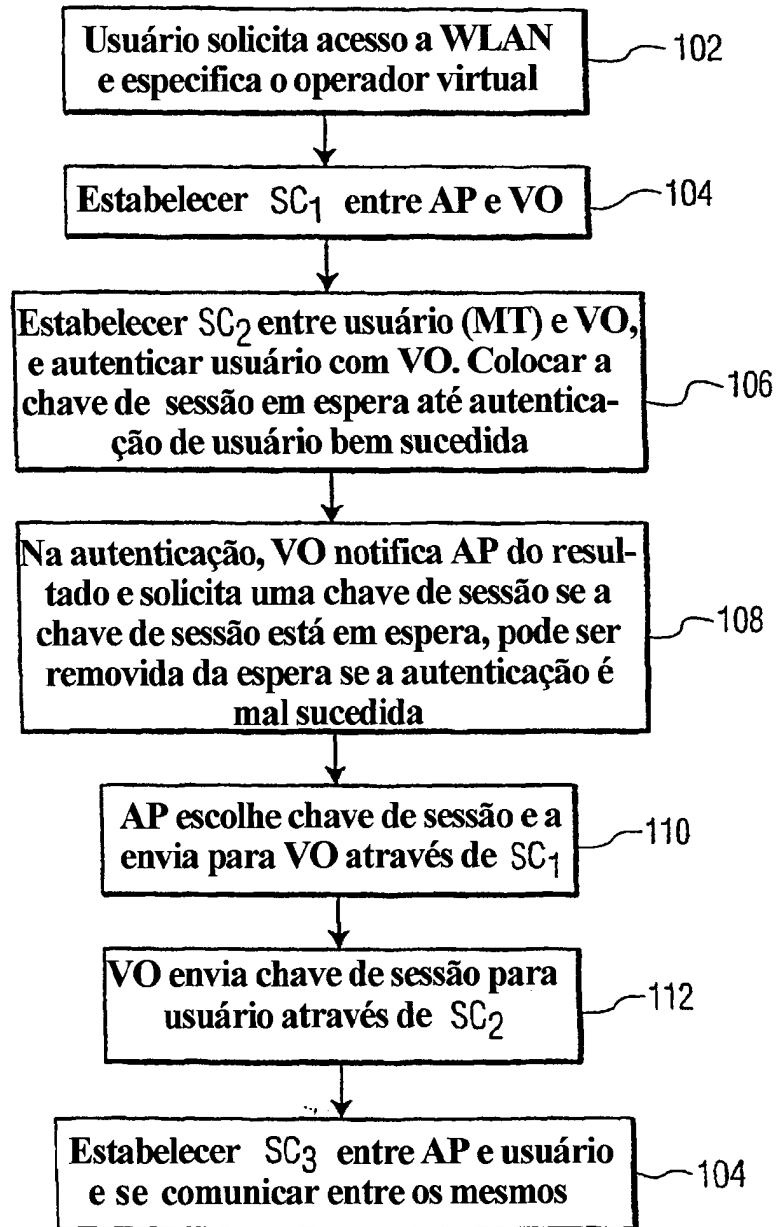 Usuário solicita acesso a WLAN
e especifica o operador virtual
102
Estabelecer SC1 entre AP e VO
104
Estabelecer SC2 entre usuário (MT) e VO,
e autenticar usuário com VO. Colocar a
chave de sessão em espera até autentica-
ção de usuário bem sucedida
106
Na autenticação, VO notifica AP do resul-
tado e solicita uma chave de sessão se a
chave de sessão está em espera, pode ser
removida da espera se a autenticação é
mal sucedida
108
AP escolhe chave de sessão e a
envia para VO através de SC1
110
VO envia chave de sessão para
usuário através de SC2
112
Estabelecer SC3 entre AP e usuário
e se comunicar entre os mesmos
104